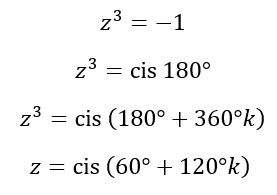 z³ = −1
z³ = cis 180°
z³ = cis (180° + 360°k)
z = cis (60° + 120°k)